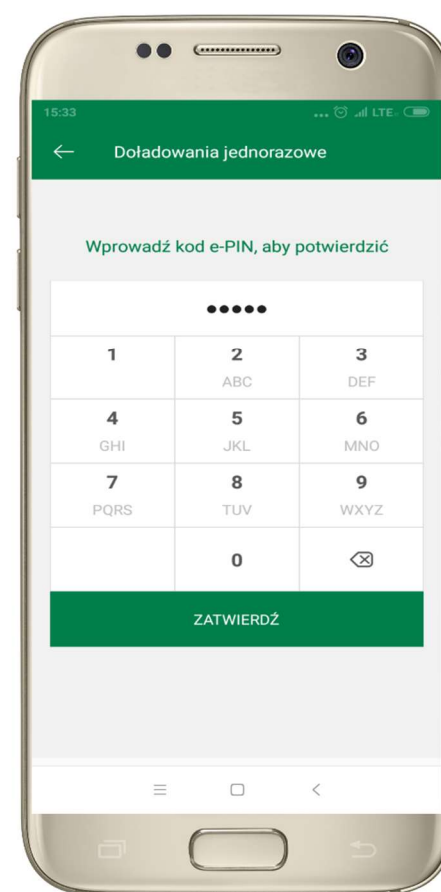 15:33
... LTE
Doładowania jednorazowe
Wprowadź kod e-PIN, aby potwierdzić
1 2 3
ABC DEF
4 5 6
GHI JKL MNO
7 8 9
PQRS TUV WXYZ
0
ZATWIERDŹ